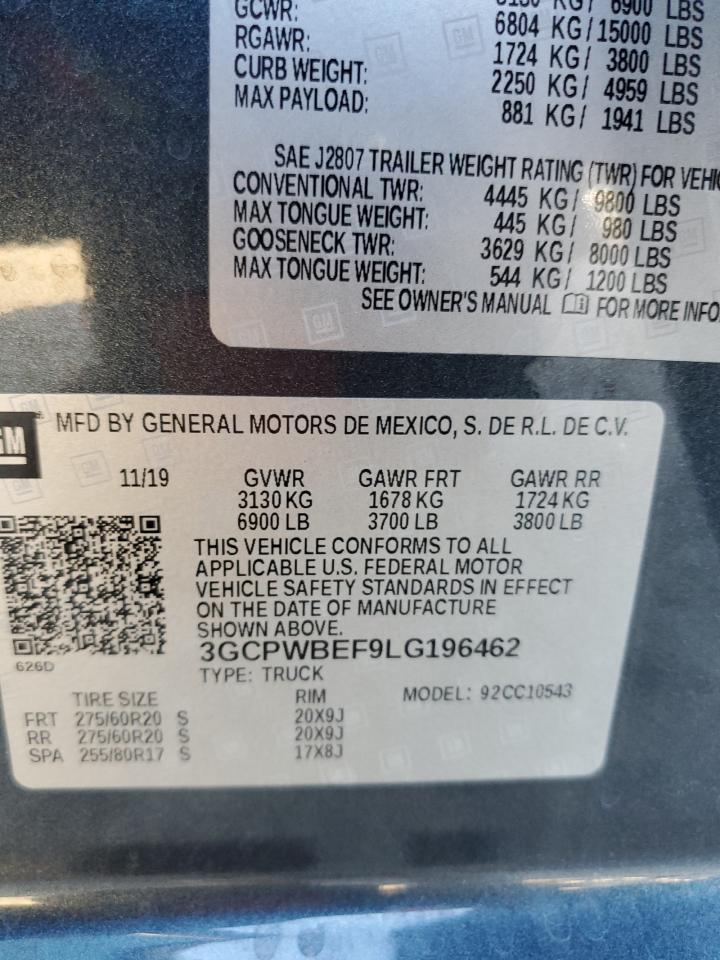 GCWR:
RGAWR: 6804 KG/15000 LBS
CURB WEIGHT: 1724 KG/ 3800 LBS
MAX PAYLOAD: 2250 KG/ 4959 LBS
881 KG/ 1941 LBS
SAE J2807 TRAILER WEIGHT RATING (TWR) FOR VEHI
CONVENTIONAL TWR: 4445 KG/ 9800 LBS
MAX TONGUE WEIGHT: 445 KG/ 980 LBS
GOOSENECK TWR: 3629 KG/ 8000 LBS
MAX TONGUE WEIGHT: 544 KG/ 1200 LBS
SEE OWNER'S MANUAL FOR MORE INFO.
GM MFD BY GENERAL MOTORS DE MEXICO, S. DE R.L. DE C.V.
11/19 GVWR GAWR FRT GAWR RR
3130 KG 1678 KG 1724 KG
6900 LB 3700 LB 3800 LB
THIS VEHICLE CONFORMS TO ALL
APPLICABLE U.S. FEDERAL MOTOR
VEHICLE SAFETY STANDARDS IN EFFECT
ON THE DATE OF MANUFACTURE
SHOWN ABOVE.
3GCPWBEF9LG196462
626D
TYPE: TRUCK
TIRE SIZE RIM MODEL: 92CC10543
FRT 275/60R20 S 20X9J
RR 275/60R20 S 20X9J
SPA 255/80R17 S 17X8J